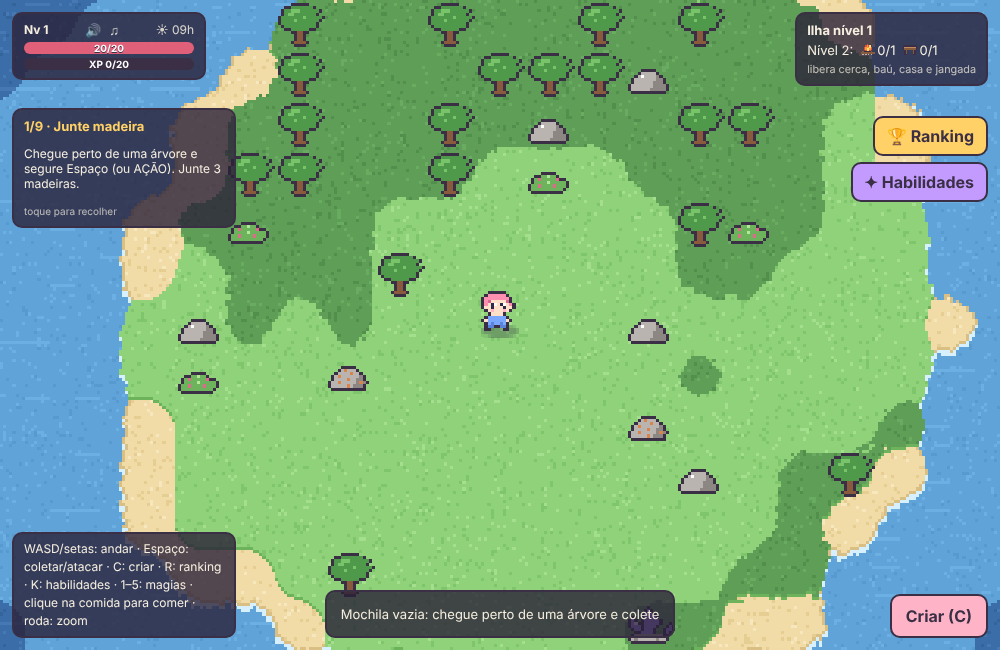 Nv 1 🔊 ♫ ☀ 09h
20/20
XP 0/20
1/9 · Junte madeira
Chegue perto de uma árvore e
segure Espaço (ou AÇÃO). Junte 3
madeiras.
toque para recolher
Ilha nível 1
Nível 2: 0/1 0/1
libera cerca, baú, casa e jangada
🏆 Ranking
✦ Habilidades
WASD/setas: andar · Espaço:
coletar/atacar · C: criar · R: ranking
· K: habilidades · 1–5: magias ·
clique na comida para comer ·
roda: zoom
Mochila vazia: chegue perto de uma árvore e colete
Criar (C)